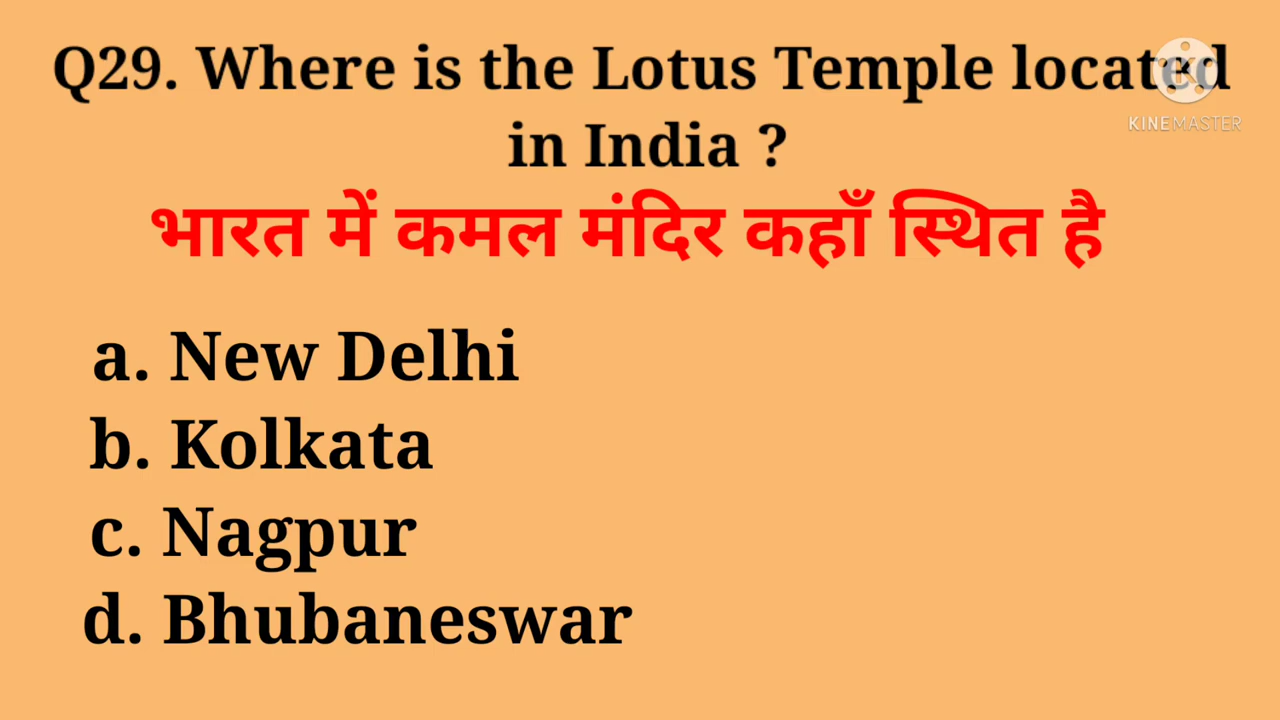 Q29. Where is the Lotus Temple located
in India ?
भारत में कमल मंदिर कहाँ स्थित है
a. New Delhi
b. Kolkata
c. Nagpur
d. Bhubaneswar
K
KINEMASTER